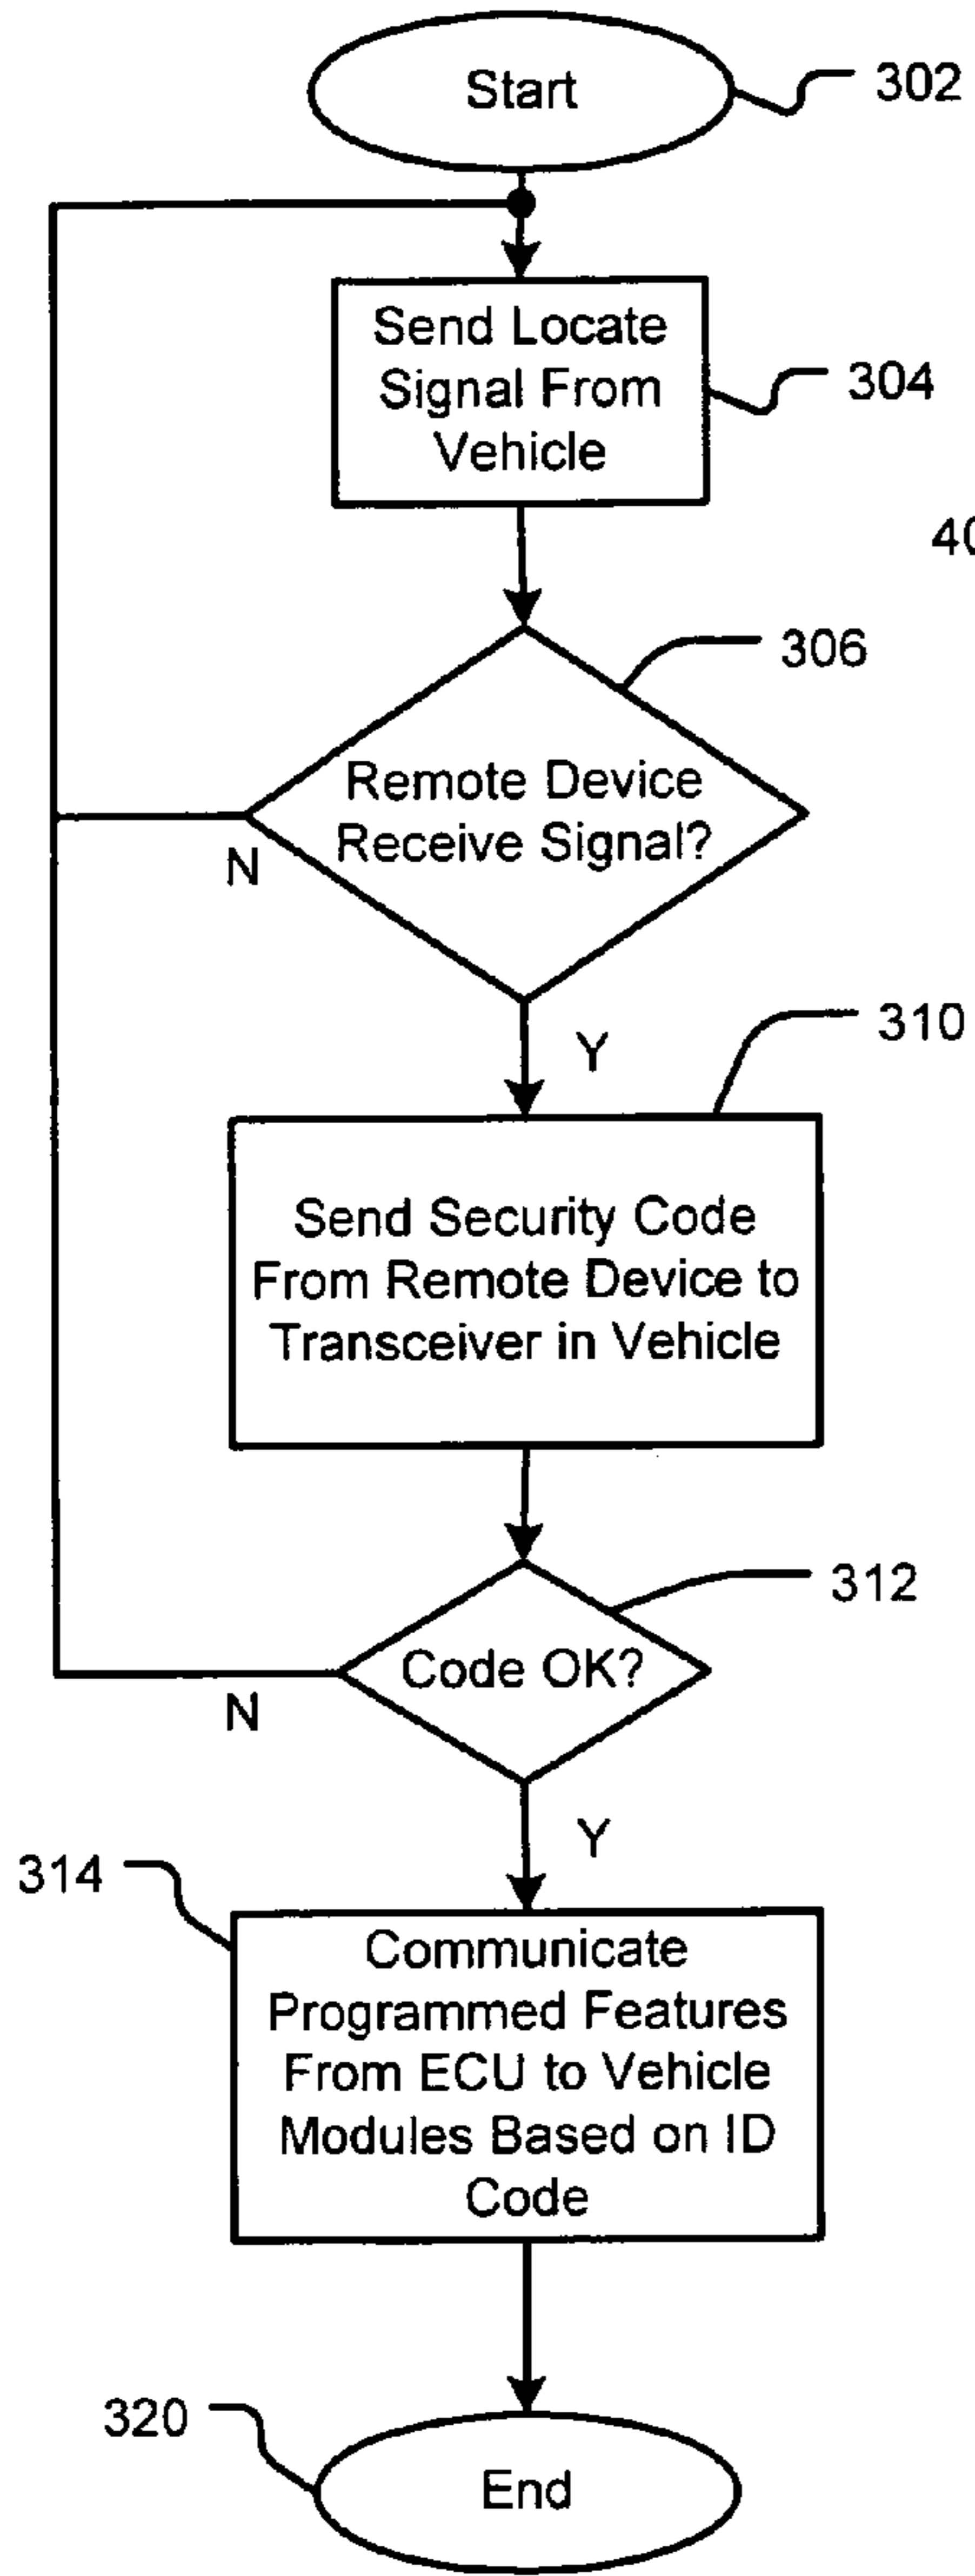 Start
302
Send Locate
Signal From
Vehicle
304
40
306
Remote Device
Receive Signal?
N
Y
310
Send Security Code
From Remote Device to
Transceiver in Vehicle
312
Code OK?
N
Y
314
Communicate
Programmed Features
From ECU to Vehicle
Modules Based on ID
Code
320
End